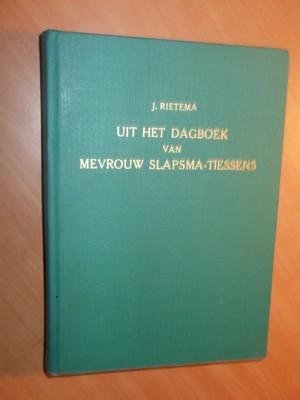 J. RIETEMA
UIT HET DAGBOEK
VAN
MEVROUW SLAPSMA-TIESSENS